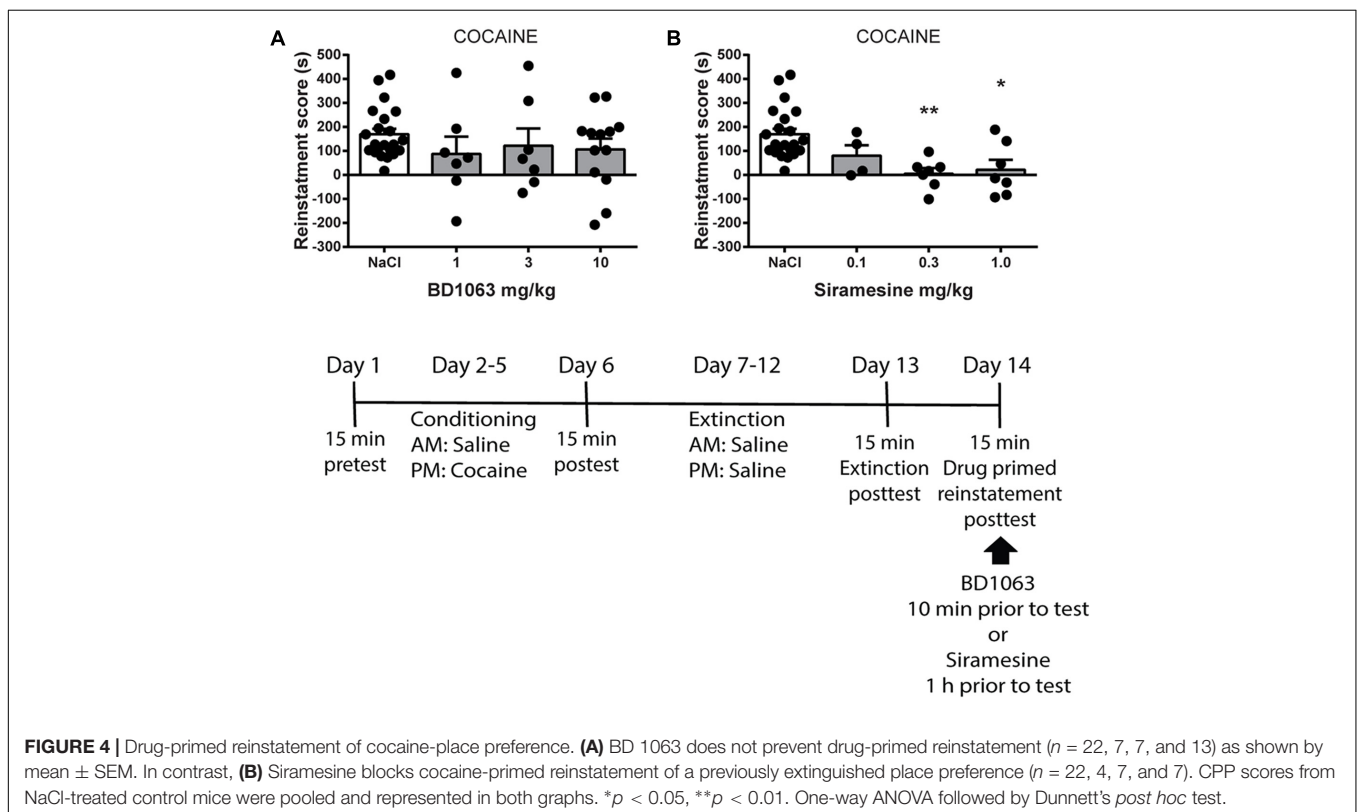 A
COCAINE
Reinstatment score (s)
500
400
300
200
100
0
-100
-200
-300
NaCl 1 3 10
BD1063 mg/kg
B
COCAINE
Reinstatment score (s)
500
400
300
200
100
0
-100
-200
-300
** *
NaCl 0.1 0.3 1.0
Siramesine mg/kg
Day 1 Day 2-5 Day 6 Day 7-12 Day 13 Day 14
15 min
pretest
Conditioning
AM: Saline
PM: Cocaine
15 min
postest
Extinction
AM: Saline
PM: Saline
15 min
Extinction
posttest
15 min
Drug primed
reinstatement
posttest
BD1063
10 min prior to test
or
Siramesine
1 h prior to test
FIGURE 4 | Drug-primed reinstatement of cocaine-place preference. (A) BD 1063 does not prevent drug-primed reinstatement (n = 22, 7, 7, and 13) as shown by
mean ± SEM. In contrast, (B) Siramesine blocks cocaine-primed reinstatement of a previously extinguished place preference (n = 22, 4, 7, and 7). CPP scores from
NaCl-treated control mice were pooled and represented in both graphs. *p < 0.05, **p < 0.01. One-way ANOVA followed by Dunnett's post hoc test.